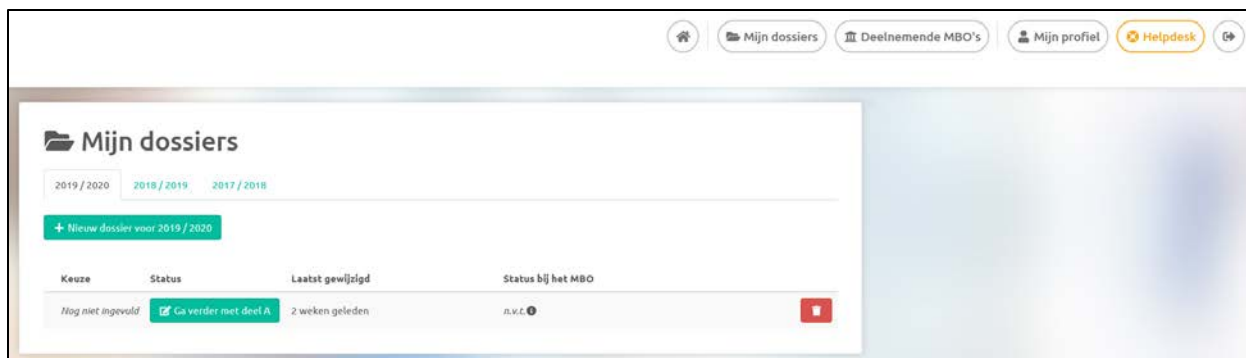 Mijn dossiers Deelnemende MBO's Mijn profiel Helpdesk
Mijn dossiers
2019 / 2020 2018 / 2019 2017 / 2018
+ Nieuw dossier voor 2019 / 2020
Keuze Status Laatst gewijzigd Status bij het MBO
Nog niet ingevuld Ga verder met deel A 2 weken geleden n.v.t.